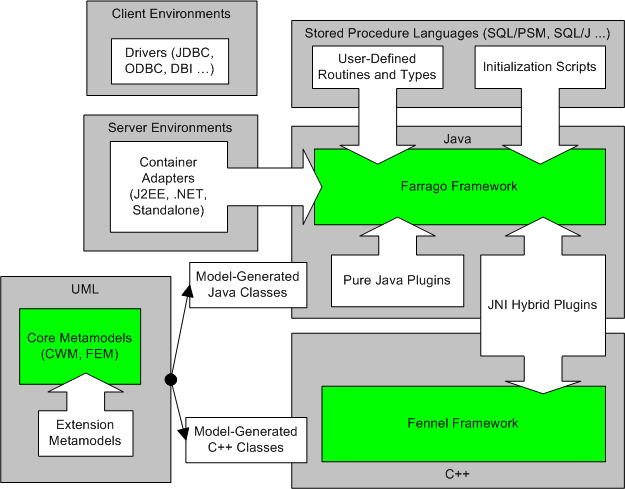 Client Environments
Drivers (JDBC,
ODBC, DBI ...)
Stored Procedure Languages (SQL/PSM, SQL/J ...)
User-Defined
Routines and Types
Initialization Scripts
Server Environments
Container
Adapters
(J2EE, .NET,
Standalone)
Java
Farrago Framework
Pure Java Plugins
JNI Hybrid Plugins
Model-Generated
Java Classes
UML
Core Metamodels
(CWM, FEM)
Extension
Metamodels
Model-Generated
C++ Classes
Fennel Framework
C++